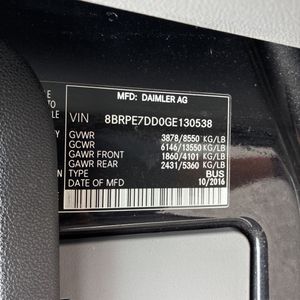 MFD: DAIMLER AG
VIN 8BRPE7DD0GE130538
GVWR 3878/8550 KG/LB
GCWR 6146/13550 KG/LB
GAWR FRONT 1860/4101 KG/LB
GAWR REAR 2431/5360 KG/LB
TYPE BUS
DATE OF MFD. 10/2016